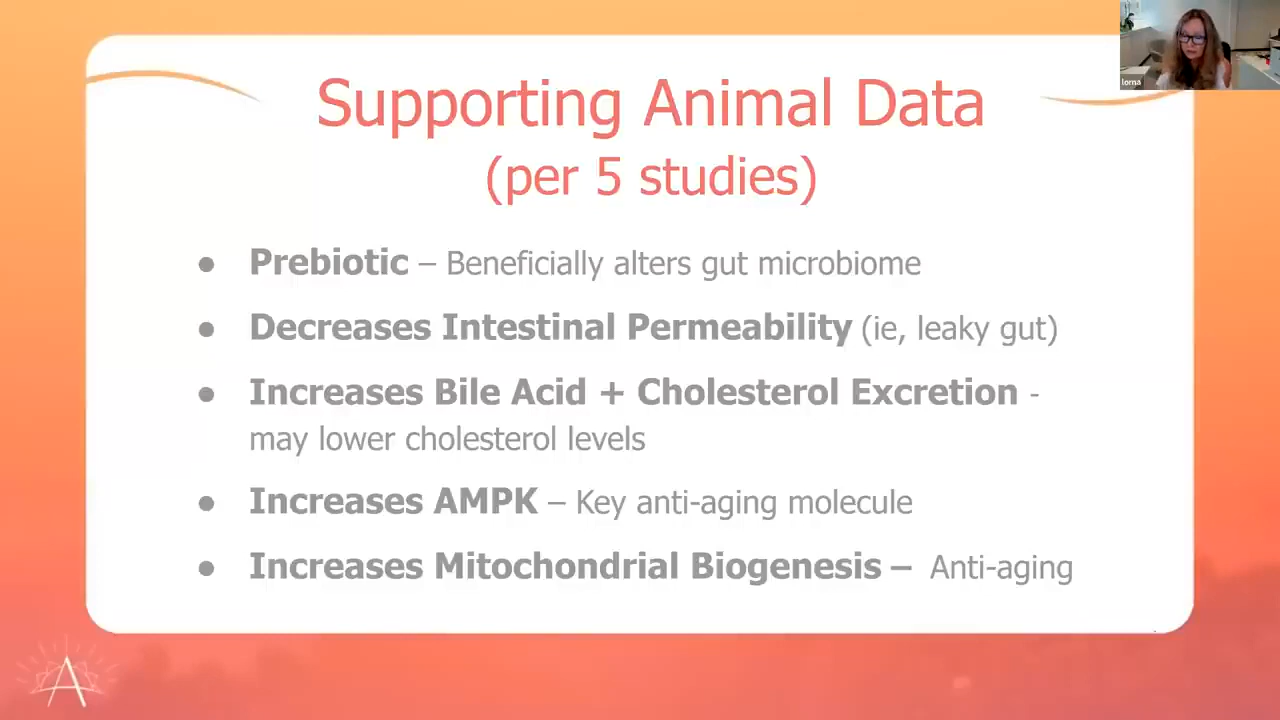 Supporting Animal Data
(per 5 studies)
● Prebiotic – Beneficially alters gut microbiome
● Decreases Intestinal Permeability (ie, leaky gut)
● Increases Bile Acid + Cholesterol Excretion -
may lower cholesterol levels
● Increases AMPK – Key anti-aging molecule
● Increases Mitochondrial Biogenesis – Anti-aging
lorna
A